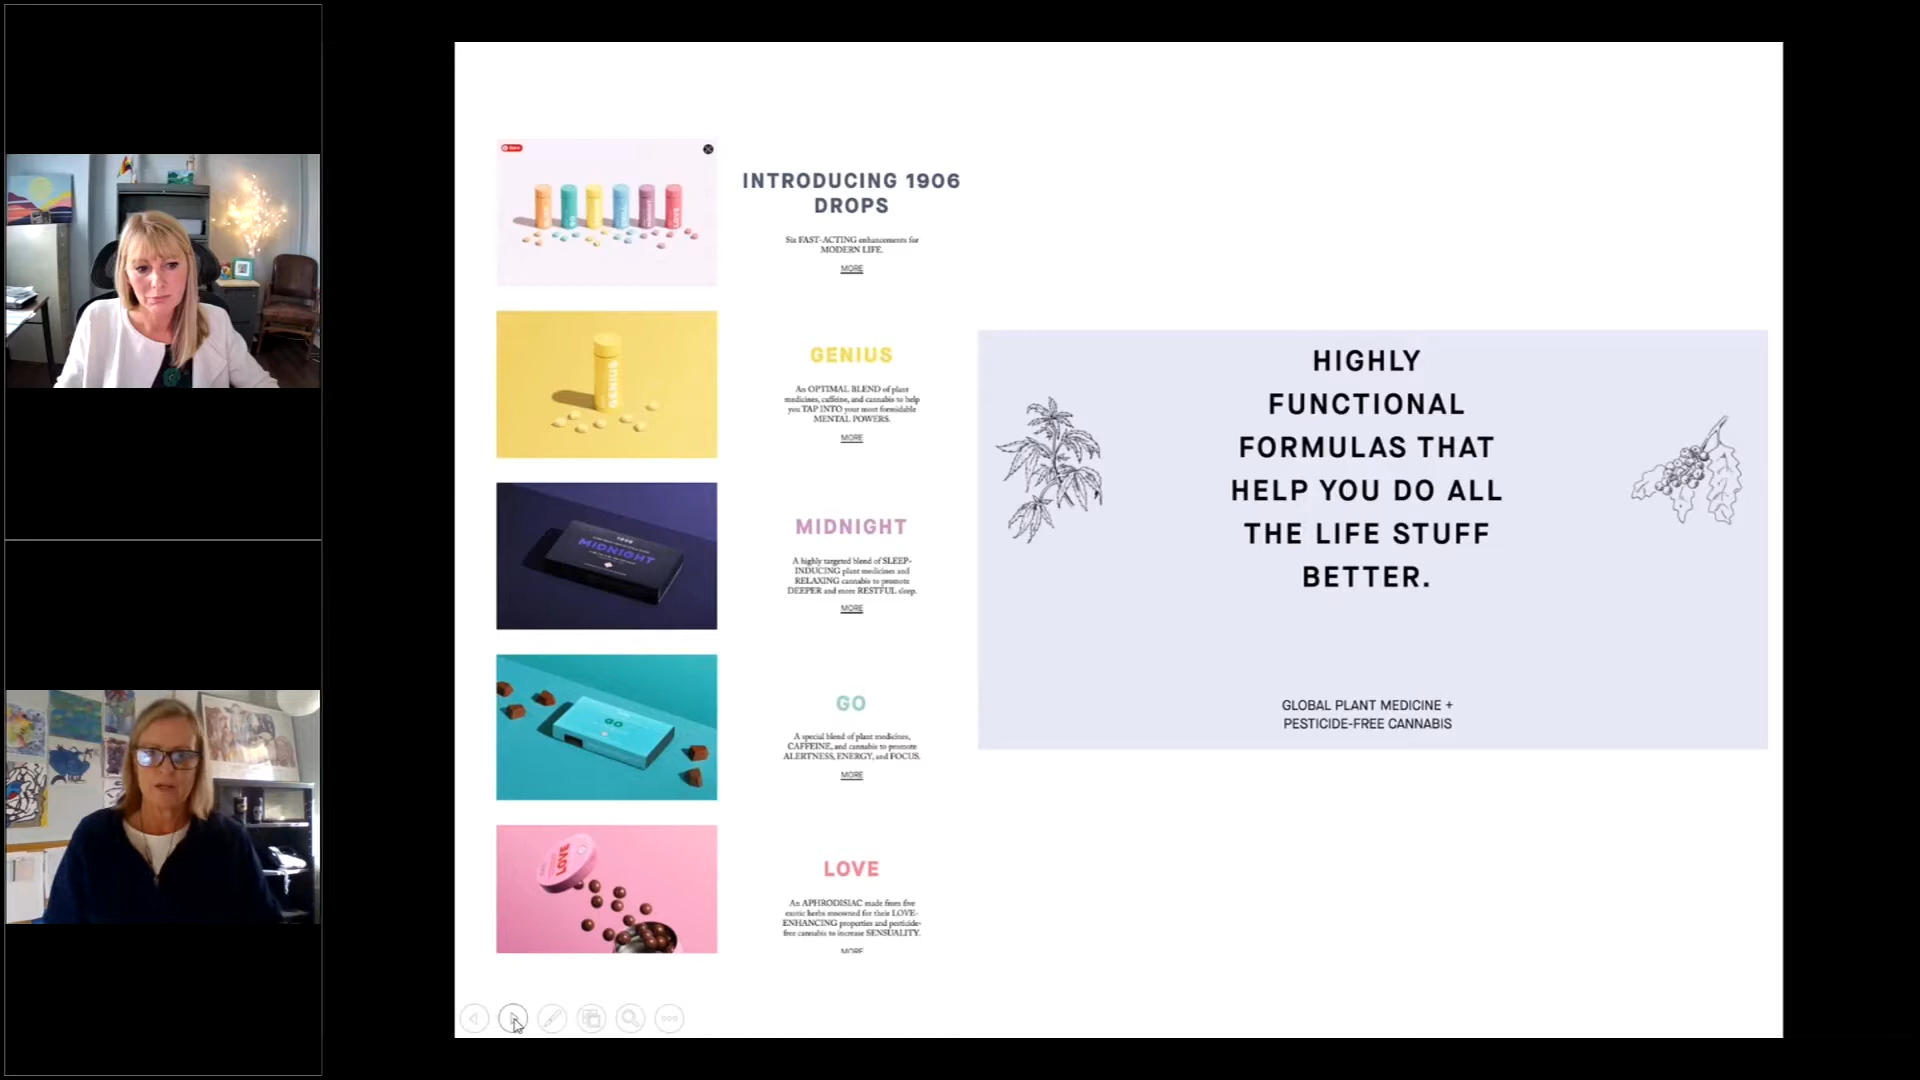 INTRODUCING 1906
DROPS
Six FAST-ACTING enhancements for
MODERN LIFE.
MORE
GENIUS
GENIUS
An OPTIMAL BLEND of plant
medicines, caffeine, and cannabis to help
you TAP INTO your most formidable
MENTAL POWERS.
MORE
MIDNIGHT
MIDNIGHT
A highly targeted blend of SLEEP-
INDUCING plant medicines and
RELAXING cannabis to promote
DEEPER and more RESTFUL sleep.
MORE
GO
GO
A special blend of plant medicines,
CAFFEINE, and cannabis to promote
ALERTNESS, ENERGY, and FOCUS.
MORE
LOVE
LOVE
An APHRODISIAC made from five
exotic herbs renowned for their LOVE-
ENHANCING properties and pesticide-
free cannabis to increase SENSUALITY.
MORE
HIGHLY
FUNCTIONAL
FORMULAS THAT
HELP YOU DO ALL
THE LIFE STUFF
BETTER.
GLOBAL PLANT MEDICINE +
PESTICIDE-FREE CANNABIS